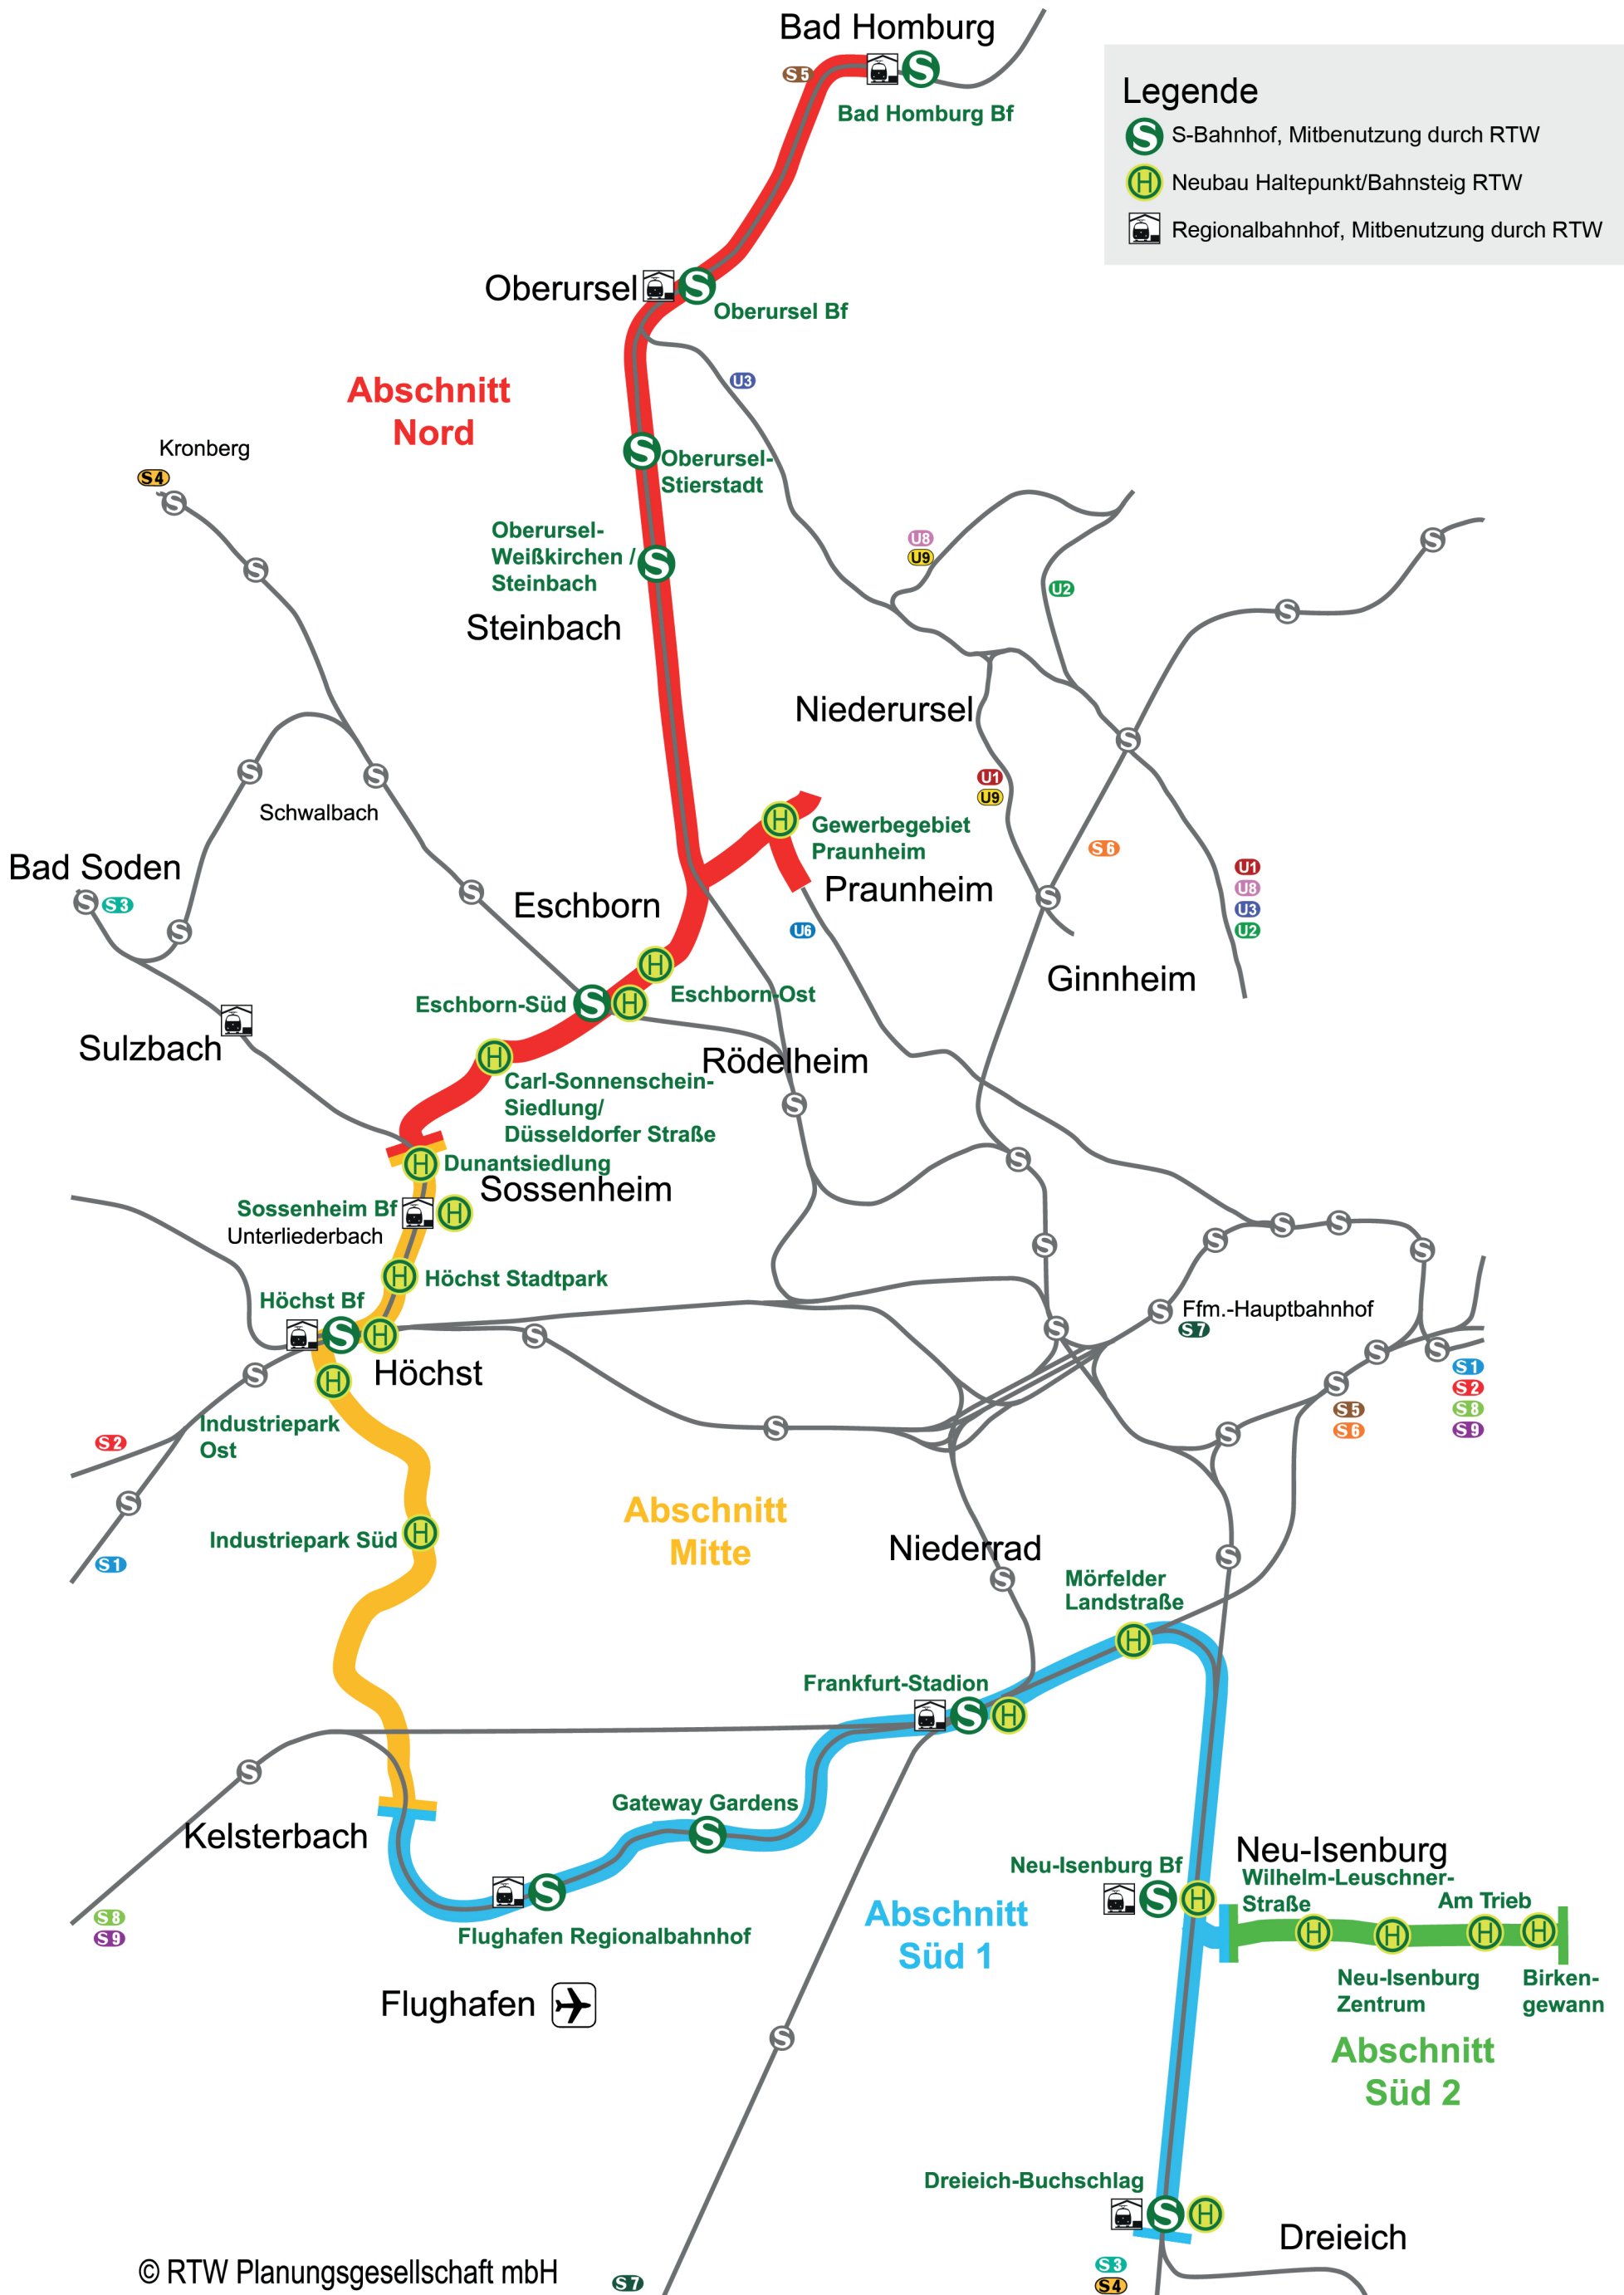 Bad Homburg
S5
Bad Homburg Bf
Legende
S S-Bahnhof, Mitbenutzung durch RTW
H Neubau Haltepunkt/Bahnsteig RTW
Regionalbahnhof, Mitbenutzung durch RTW
Oberursel
Oberursel Bf
U3
Abschnitt
Nord
Kronberg
S4
Oberursel-
Stierstadt
Oberursel-
Weißkirchen /
Steinbach
Steinbach
U8
U9
U2
Niederursel
U1
U9
Schwalbach
Gewerbegebiet
Praunheim
Praunheim
S6
Bad Soden
S3
U1
U8
U3
U2
Eschborn
U6
Ginnheim
Eschborn-Süd
Eschborn-Ost
Sulzbach
Rödelheim
Carl-Sonnenschein-
Siedlung/
Düsseldorfer Straße
Dunantsiedlung
Sossenheim
Sossenheim Bf
Unterliederbach
Höchst Stadtpark
Höchst Bf
Höchst
Ffm.-Hauptbahnhof
S7
S1
S2
S8
S9
S5
S6
Industriepark
Ost
S2
S1
Industriepark Süd
Abschnitt
Mitte
Niederrad
Mörfelder
Landstraße
Frankfurt-Stadion
Kelsterbach
Gateway Gardens
S8
S9
Flughafen Regionalbahnhof
Flughafen
Abschnitt
Süd 1
Neu-Isenburg
Neu-Isenburg Bf
Wilhelm-Leuschner-
Straße
Am Trieb
Neu-Isenburg
Zentrum
Birken-
gewann
Abschnitt
Süd 2
Dreieich-Buchschlag
Dreieich
S3
S4
S7
© RTW Planungsgesellschaft mbH